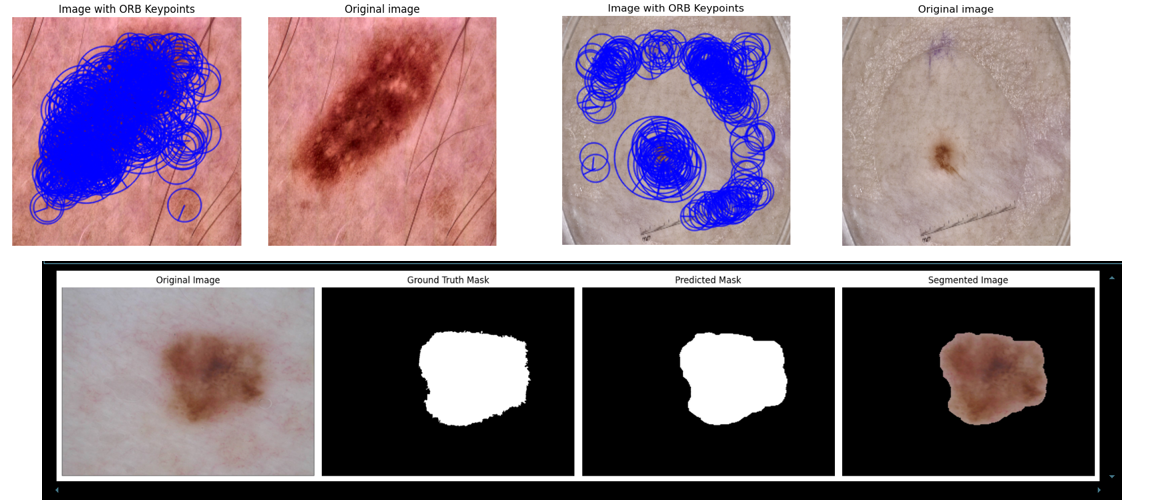 Image with ORB Keypoints
Original image
Image with ORB Keypoints
Original image
Original Image
Ground Truth Mask
Predicted Mask
Segmented Image